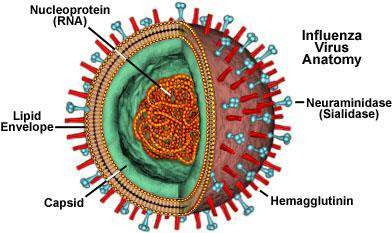 Nucleoprotein
(RNA)
Influenza
Virus
Anatomy
Neuraminidase
(Sialidase)
Lipid
Envelope
Capsid
Hemagglutinin